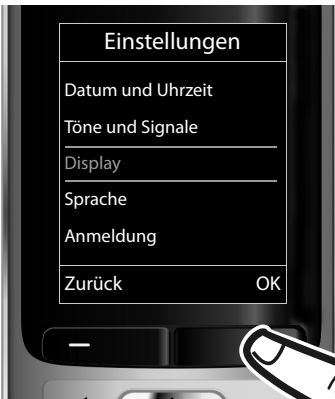 Einstellungen
Datum und Uhrzeit
Töne und Signale
Display
Sprache
Anmeldung
Zurück OK